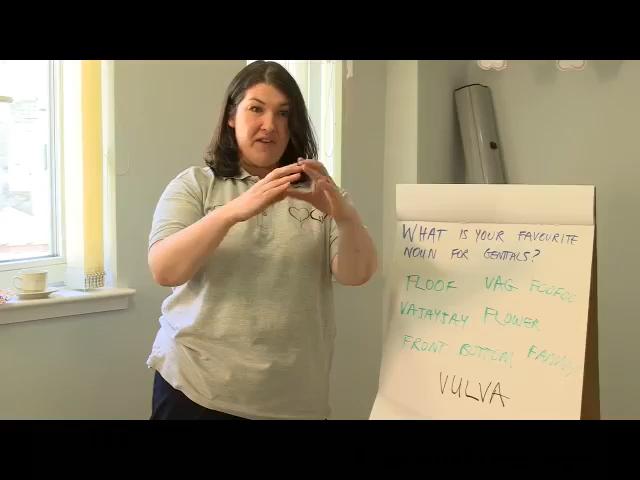 WHAT IS YOUR FAVOURITE
NOUN FOR GENITALS?
FLOOF VAG FOOFOO
VAJAYJAY FLOWER
FRONT BOTTOM FANNY
VULVA